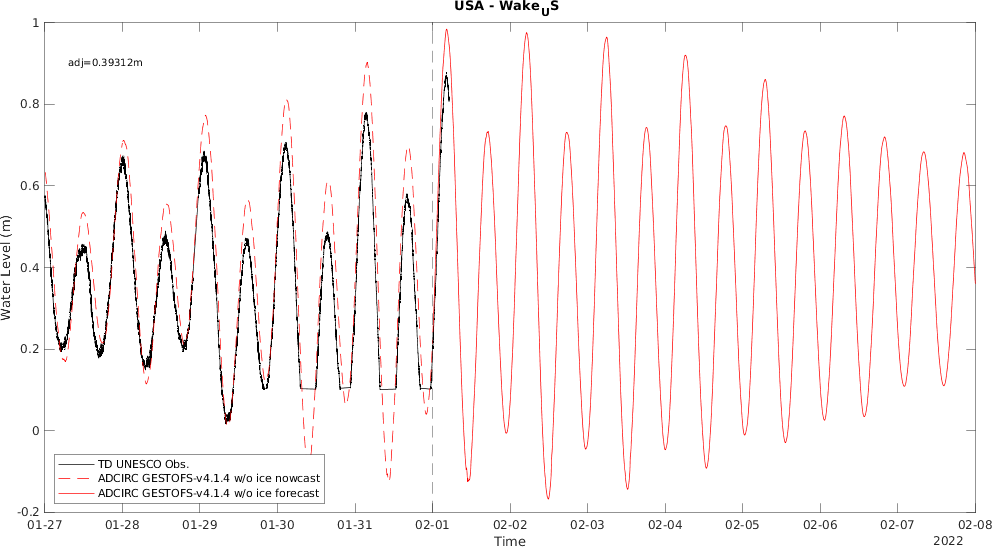 USA - WakeUS
adj=0.39312m
1
0.8
0.6
0.4
0.2
0
-0.2
Water Level (m)
TD UNESCO Obs.
ADCIRC GESTOFS-v4.1.4 w/o ice nowcast
ADCIRC GESTOFS-v4.1.4 w/o ice forecast
01-27 01-28 01-29 01-30 01-31 02-01 02-02 02-03 02-04 02-05 02-06 02-07 02-08
Time
2022